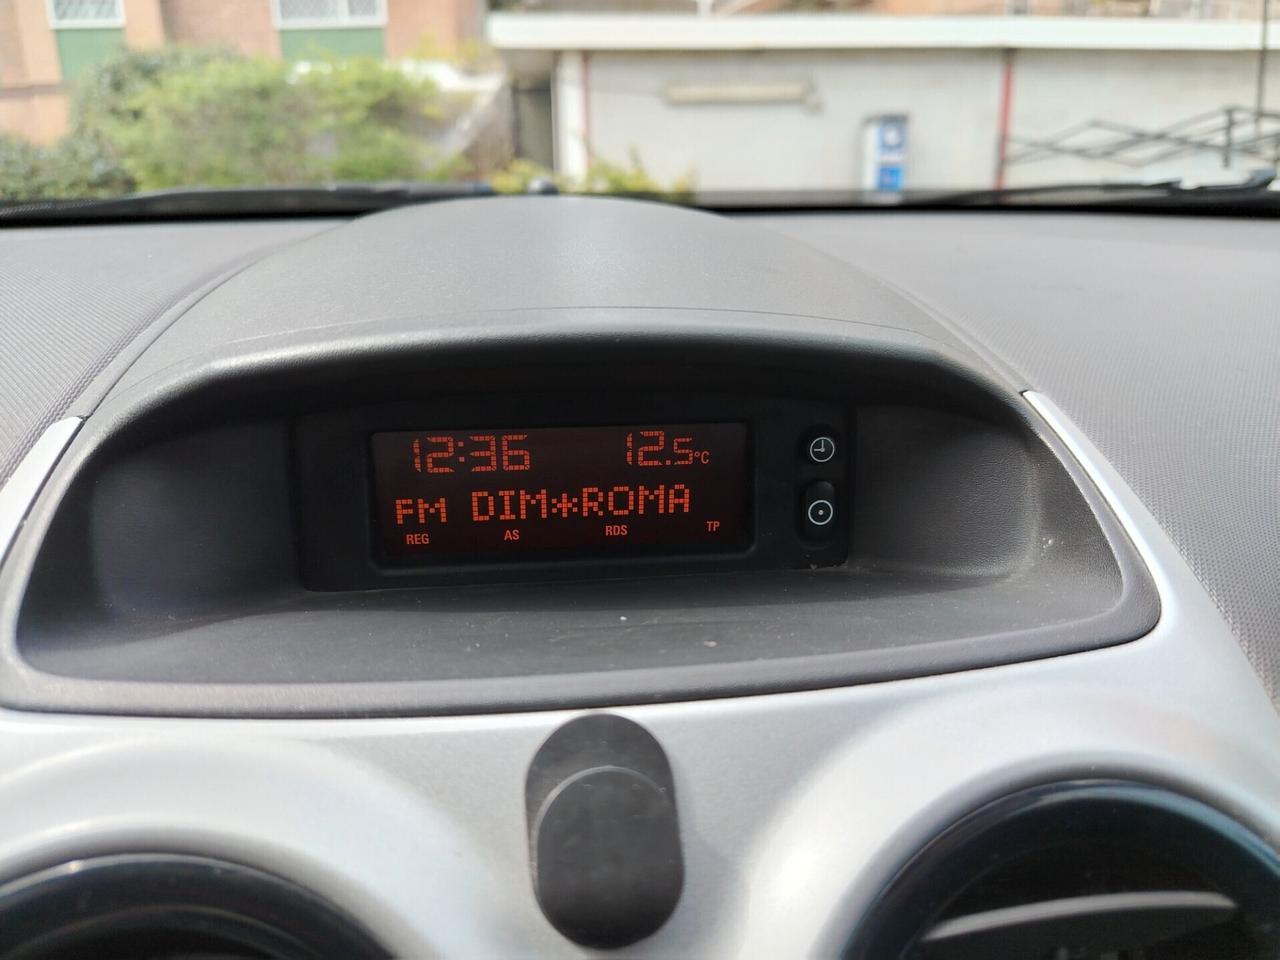 12:36 12.5°C
FM DIM*ROMA
REG AS RDS TP